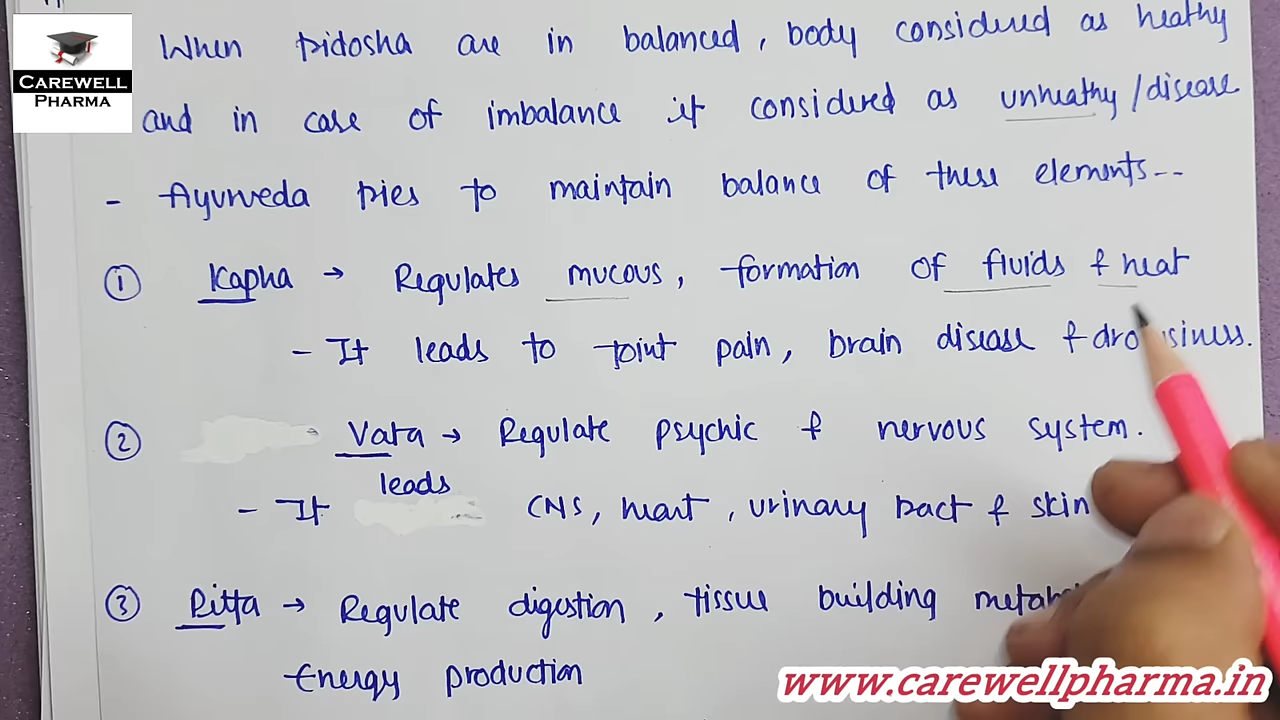 CAREWELL
PHARMA
When tridosha are in balanced, body considered as heathy
and in case of imbalance it considered as unheathy/disease
- Ayurveda tries to maintain balance of these elements--
① Kapha → Regulates mucous, formation of fluids & heat
- It leads to joint pain, brain disease & drowsiness.
② Vata → Regulate psychic & nervous system.
leads
- It CNS, heart, urinary tract & skin
③ Pitta → Regulate digestion, tissue building
Energy production
www.carewellpharma.in